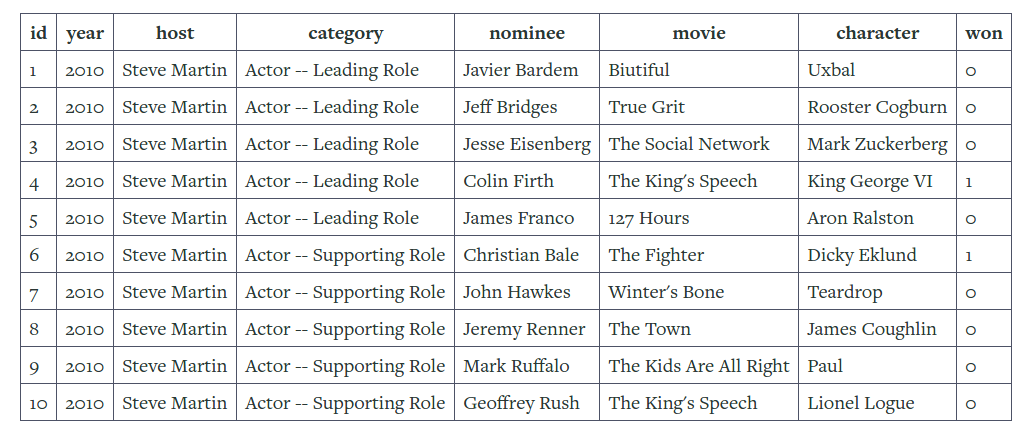 id year host category nominee movie character won
1 2010 Steve Martin Actor -- Leading Role Javier Bardem Biutiful Uxbal 0
2 2010 Steve Martin Actor -- Leading Role Jeff Bridges True Grit Rooster Cogburn 0
3 2010 Steve Martin Actor -- Leading Role Jesse Eisenberg The Social Network Mark Zuckerberg 0
4 2010 Steve Martin Actor -- Leading Role Colin Firth The King's Speech King George VI 1
5 2010 Steve Martin Actor -- Leading Role James Franco 127 Hours Aron Ralston 0
6 2010 Steve Martin Actor -- Supporting Role Christian Bale The Fighter Dicky Eklund 1
7 2010 Steve Martin Actor -- Supporting Role John Hawkes Winter's Bone Teardrop 0
8 2010 Steve Martin Actor -- Supporting Role Jeremy Renner The Town James Coughlin 0
9 2010 Steve Martin Actor -- Supporting Role Mark Ruffalo The Kids Are All Right Paul 0
10 2010 Steve Martin Actor -- Supporting Role Geoffrey Rush The King's Speech Lionel Logue 0